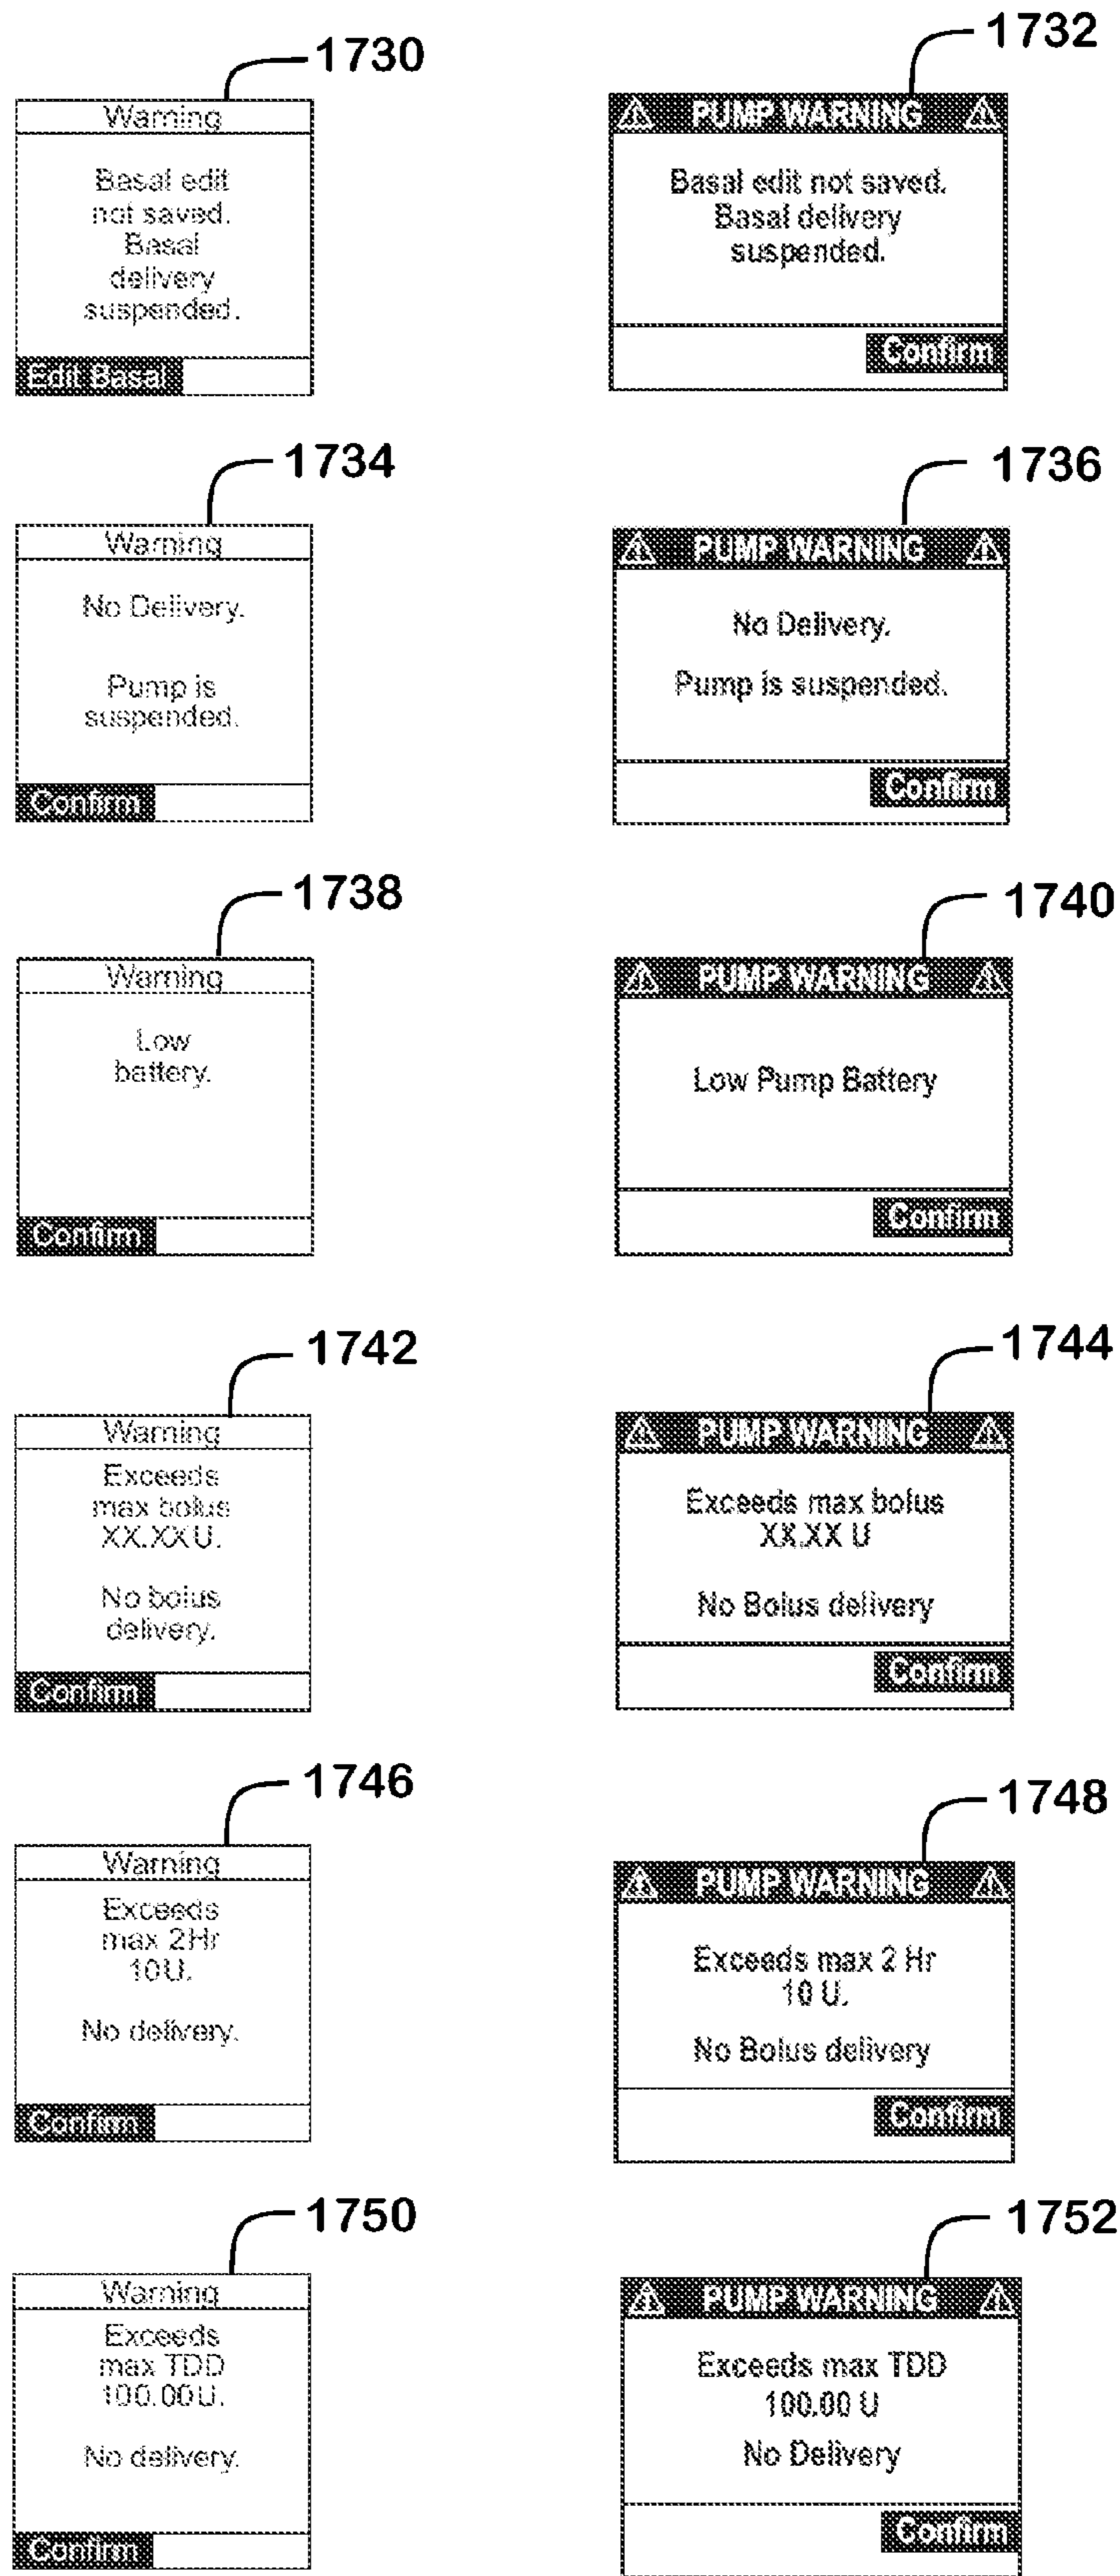 1730
Warning
Basal edit
not saved.
Basal
delivery
suspended.
Edit Basal
1732
PUMP WARNING
Basal edit not saved.
Basal delivery
suspended.
Confirm
1734
Warning
No Delivery.
Pump is
suspended.
Confirm
1736
PUMP WARNING
No Delivery.
Pump is suspended.
Confirm
1738
Warning
Low
battery.
Confirm
1740
PUMP WARNING
Low Pump Battery
Confirm
1742
Warning
Exceeds
max bolus
XX.XXU.
No bolus
delivery.
Confirm
1744
PUMP WARNING
Exceeds max bolus
XX.XX U
No Bolus delivery
Confirm
1746
Warning
Exceeds
max 2Hr
10U.
No delivery.
Confirm
1748
PUMP WARNING
Exceeds max 2 Hr
10 U.
No Bolus delivery
Confirm
1750
Warning
Exceeds
max TDD
100.00U.
No delivery.
Confirm
1752
PUMP WARNING
Exceeds max TDD
100.00 U
No Delivery
Confirm